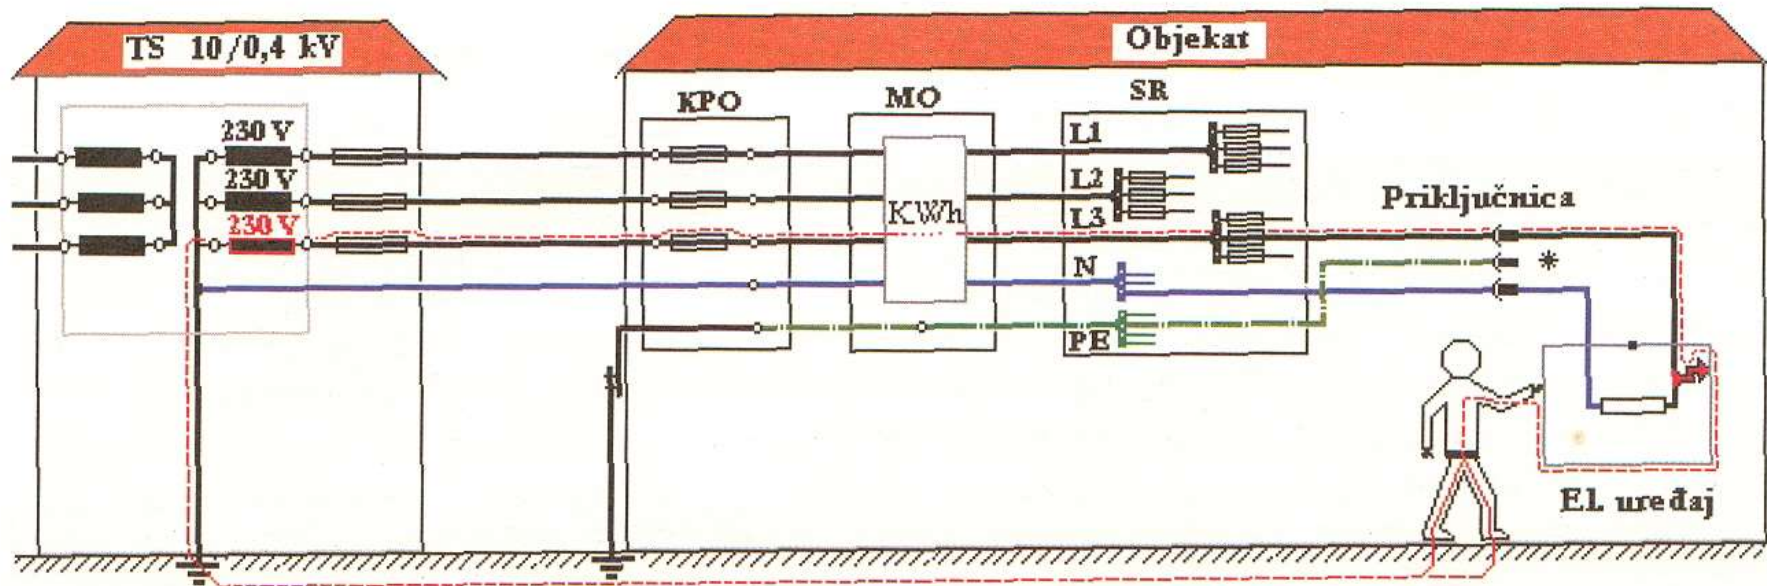 TS 10/0,4 kV
Objekat
230 V
230 V
230 V
KPO
MO
SR
KWh
L1
L2
L3
N
PE
Priključnica
*
El. uređaj